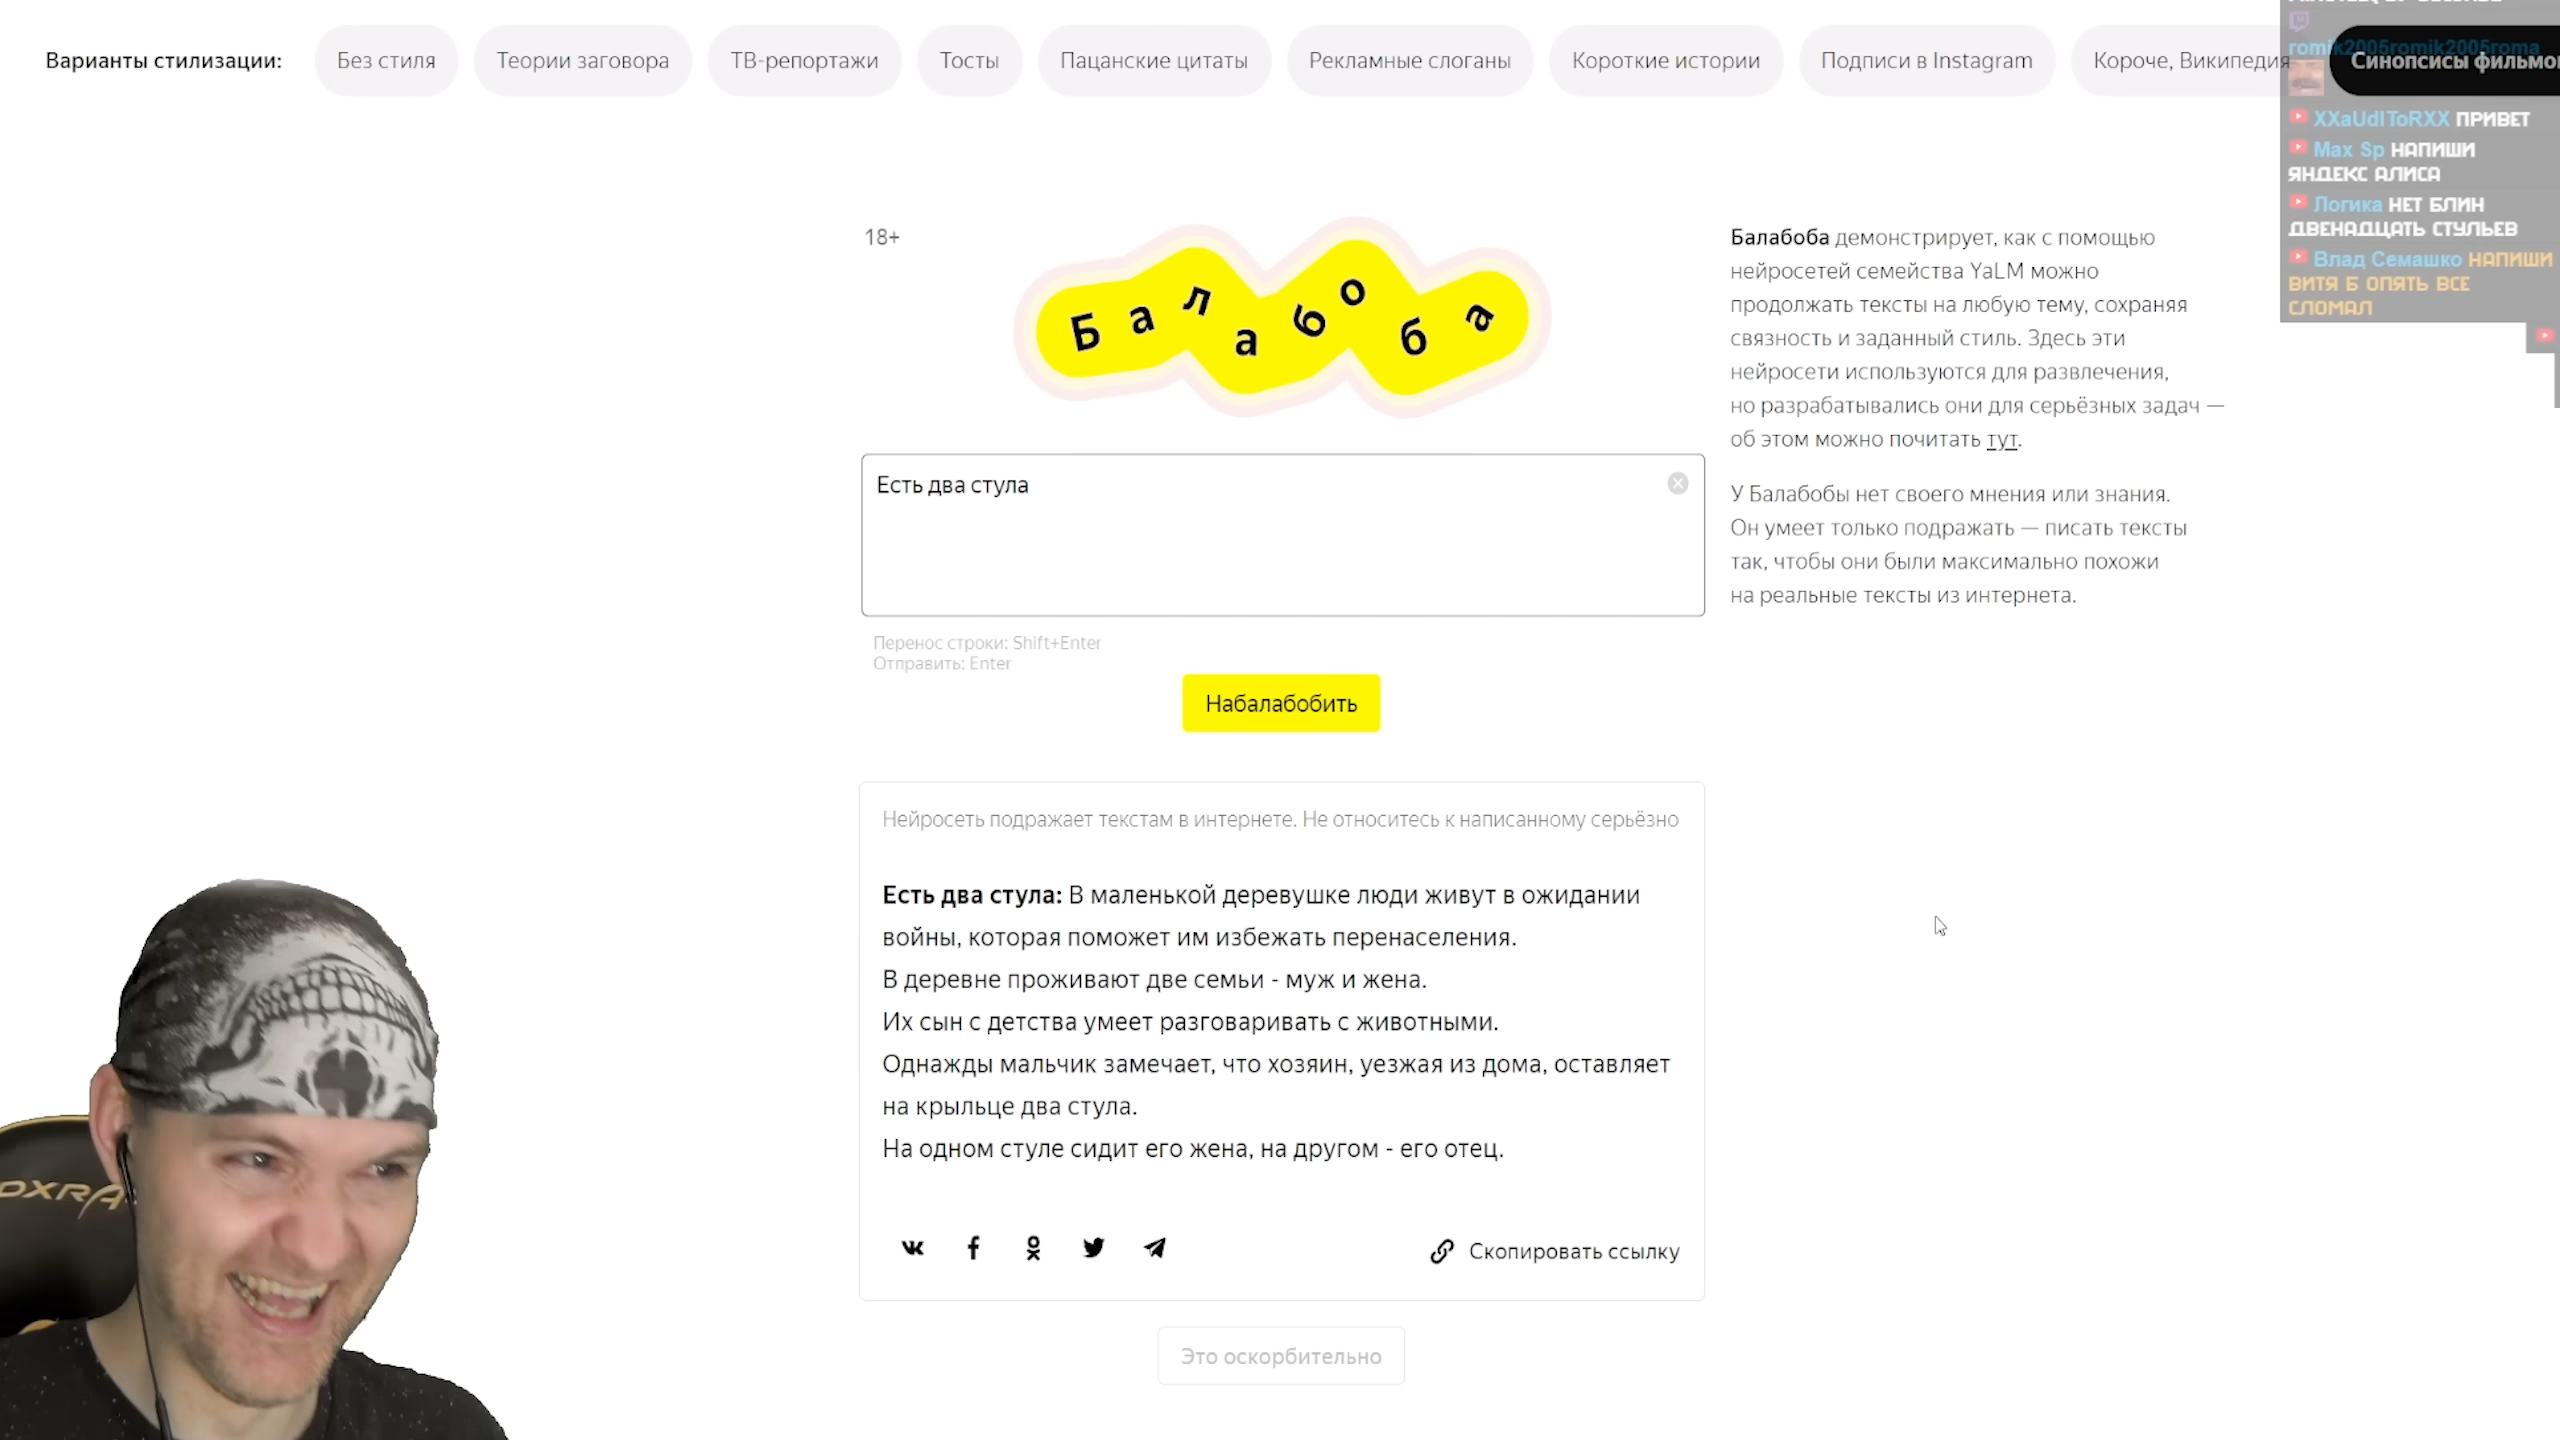 Варианты стилизации:
Без стиля
Теории заговора
ТВ-репортажи
Тосты
Пацанские цитаты
Рекламные слоганы
Короткие истории
Подписи в Instagram
Короче, Википедия
Синопсисы
romik2005romik2005roma
XXaUdIToRXX ПРИВЕТ
Max Sp НАПИШИ
ЯНДЕКС АЛИСА
Логика НЕТ БЛИН
ДВЕНАДЦАТЬ СТУЛЬЕВ
Влад Семашко НАПИШИ
ВИТЯ Б ОПЯТЬ ВСЕ
СЛОМАЛ
18+
Балабоба
Балабоба демонстрирует, как с помощью
нейросетей семейства YaLM можно
продолжать тексты на любую тему, сохраняя
связность и заданный стиль. Здесь эти
нейросети используются для развлечения,
но разрабатывались они для серьёзных задач —
об этом можно почитать тут.
У Балабобы нет своего мнения или знания.
Он умеет только подражать — писать тексты
так, чтобы они были максимально похожи
на реальные тексты из интернета.
Есть два стула
Перенос строки: Shift+Enter
Отправить: Enter
Набалабобить
Нейросеть подражает текстам в интернете. Не относитесь к написанному серьёзно
Есть два стула: В маленькой деревушке люди живут в ожидании
войны, которая поможет им избежать перенаселения.
В деревне проживают две семьи - муж и жена.
Их сын с детства умеет разговаривать с животными.
Однажды мальчик замечает, что хозяин, уезжая из дома, оставляет
на крыльце два стула.
На одном стуле сидит его жена, на другом - его отец.
Скопировать ссылку
Это оскорбительно